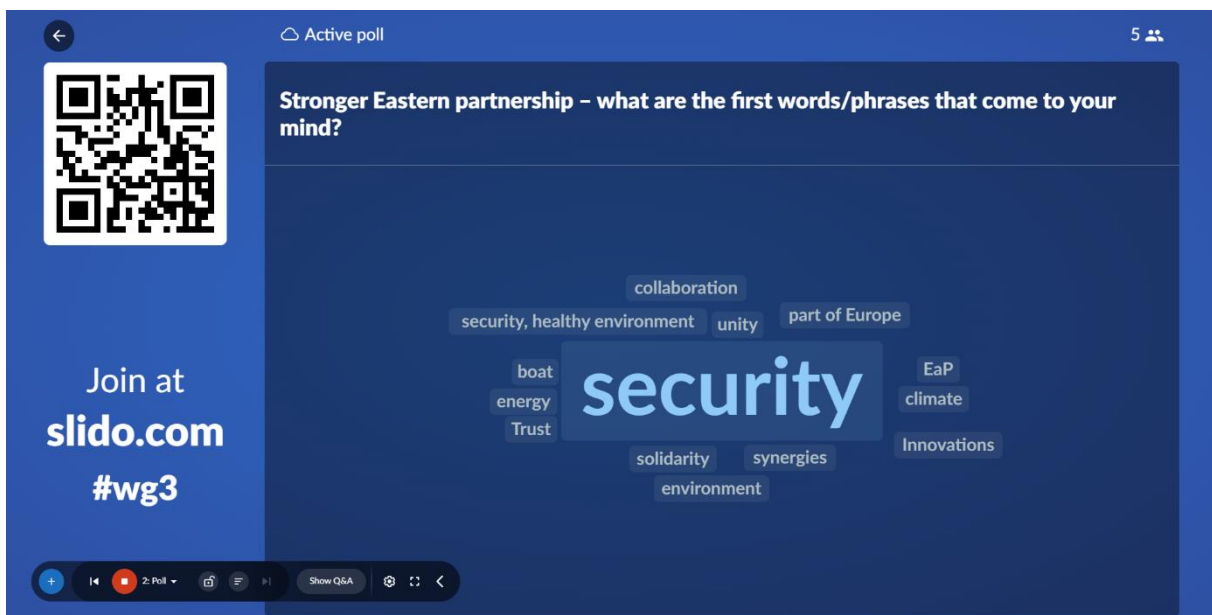 Active poll
5
Stronger Eastern partnership – what are the first words/phrases that come to your
mind?
collaboration
security, healthy environment
unity
part of Europe
boat
security
EaP
energy
climate
Trust
Innovations
solidarity
synergies
environment
Join at
slido.com
#wg3
2: Poll
Show Q&A